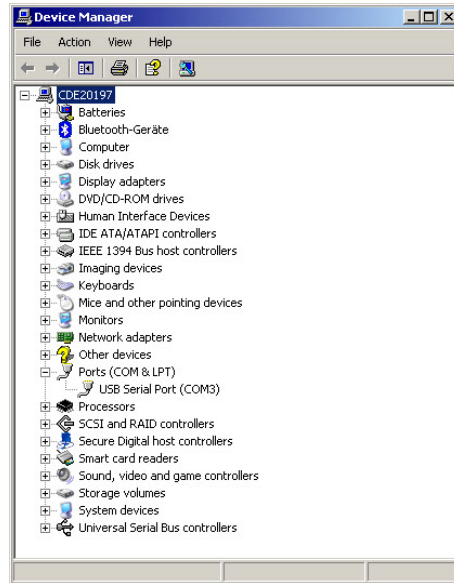 Device Manager
File Action View Help
CDE20197
Batteries
Bluetooth-Geräte
Computer
Disk drives
Display adapters
DVD/CD-ROM drives
Human Interface Devices
IDE ATA/ATAPI controllers
IEEE 1394 Bus host controllers
Imaging devices
Keyboards
Mice and other pointing devices
Monitors
Network adapters
Other devices
Ports (COM & LPT)
USB Serial Port (COM3)
Processors
SCSI and RAID controllers
Secure Digital host controllers
Smart card readers
Sound, video and game controllers
Storage volumes
System devices
Universal Serial Bus controllers